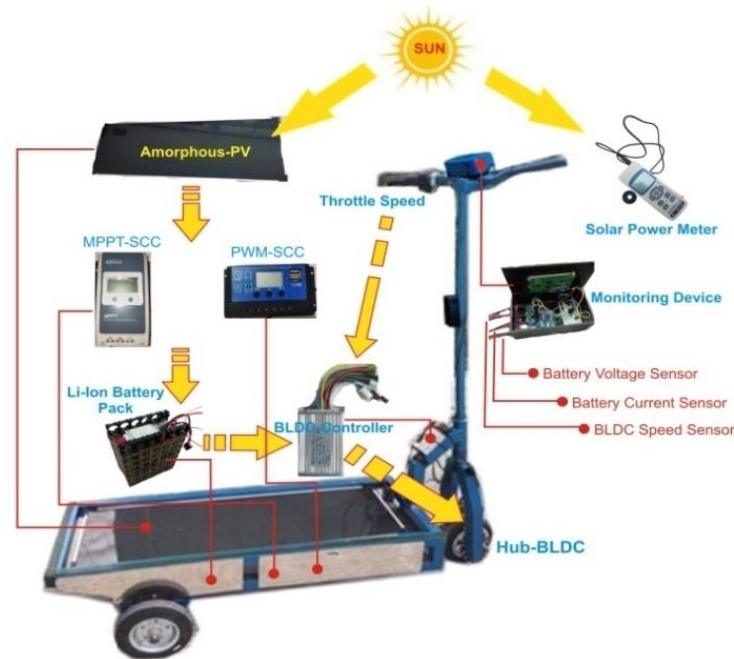 SUN
Amorphous-PV
Throttle Speed
Solar Power Meter
MPPT-SCC
PWM-SCC
Monitoring Device
Battery Voltage Sensor
Battery Current Sensor
BLDC Speed Sensor
Li-Ion Battery
Pack
BLDC Controller
Hub-BLDC